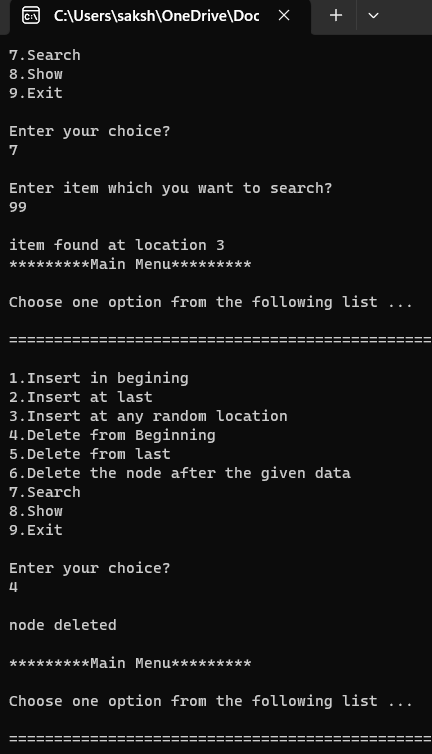 C:\Users\saksh\OneDrive\Doc
7.Search
8.Show
9.Exit
Enter your choice?
7
Enter item which you want to search?
99
item found at location 3
*********Main Menu*********
Choose one option from the following list ...
===============================================
1.Insert in begining
2.Insert at last
3.Insert at any random location
4.Delete from Beginning
5.Delete from last
6.Delete the node after the given data
7.Search
8.Show
9.Exit
Enter your choice?
4
node deleted
*********Main Menu*********
Choose one option from the following list ...
===============================================